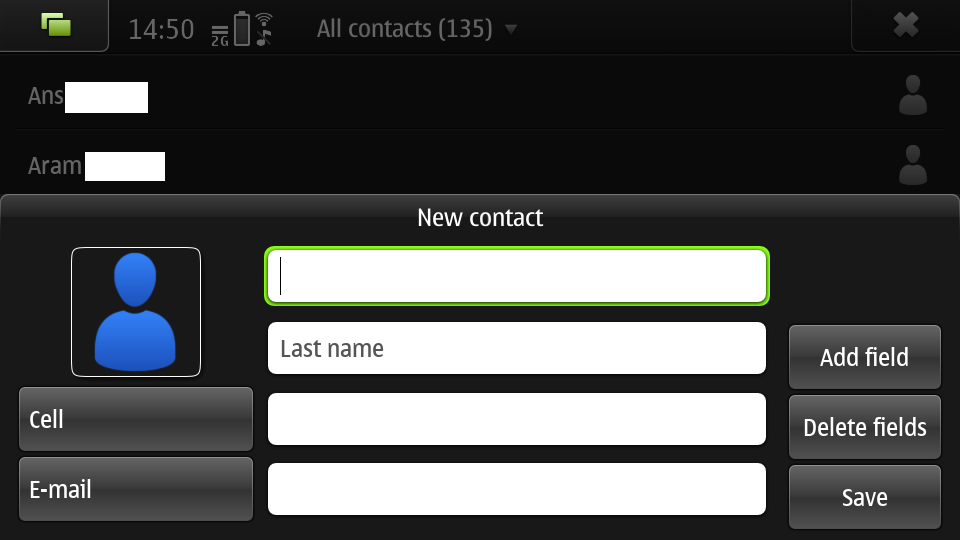 14:50 2G All contacts (135)
Ans
Aram
New contact
Last name
Add field
Cell
Delete fields
E-mail
Save